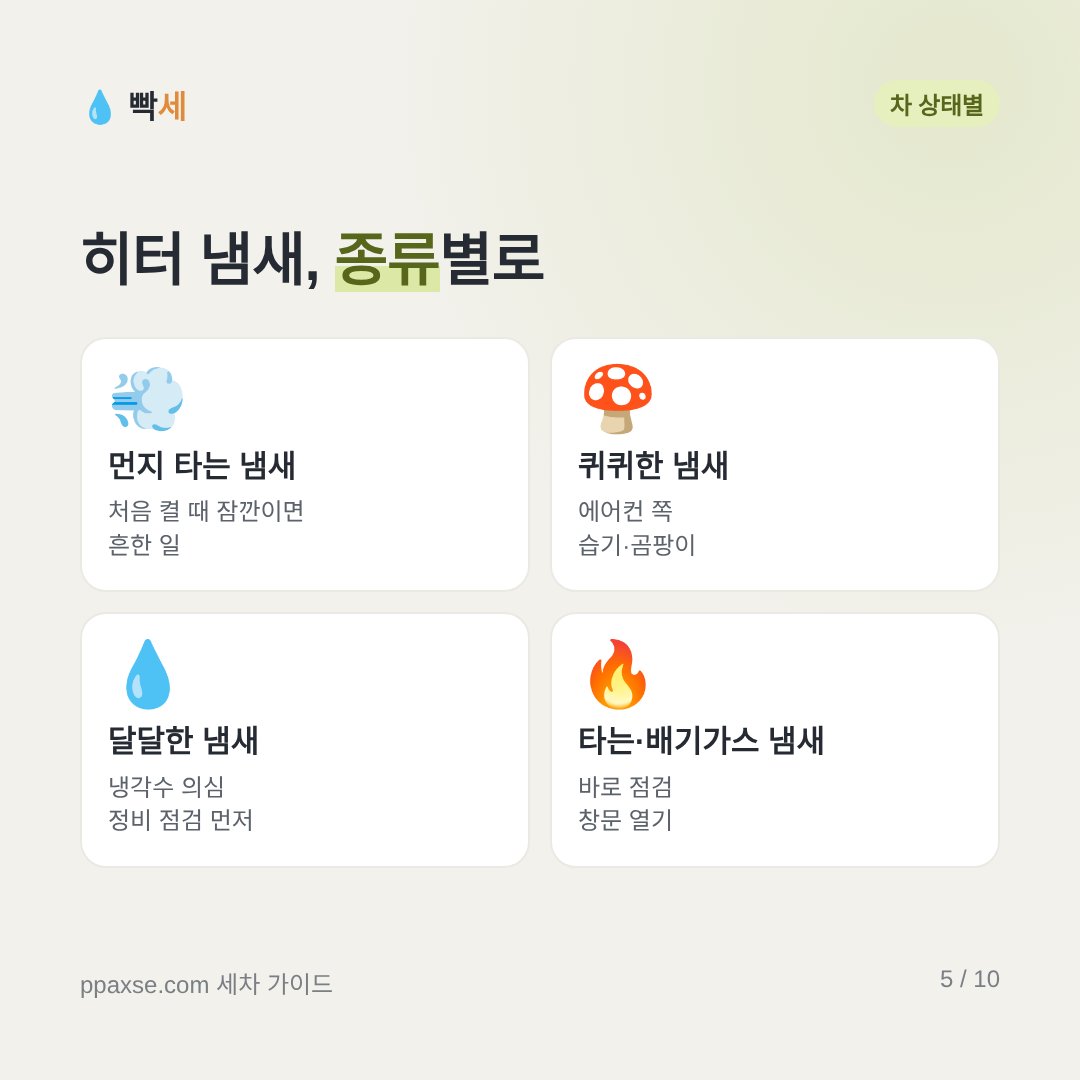 빡세
차 상태별
히터 냄새, 종류별로
먼지 타는 냄새
처음 켤 때 잠깐이면
흔한 일
퀴퀴한 냄새
에어컨 쪽
습기·곰팡이
달달한 냄새
냉각수 의심
정비 점검 먼저
타는·배기가스 냄새
바로 점검
창문 열기
ppaxse.com 세차 가이드
5 / 10